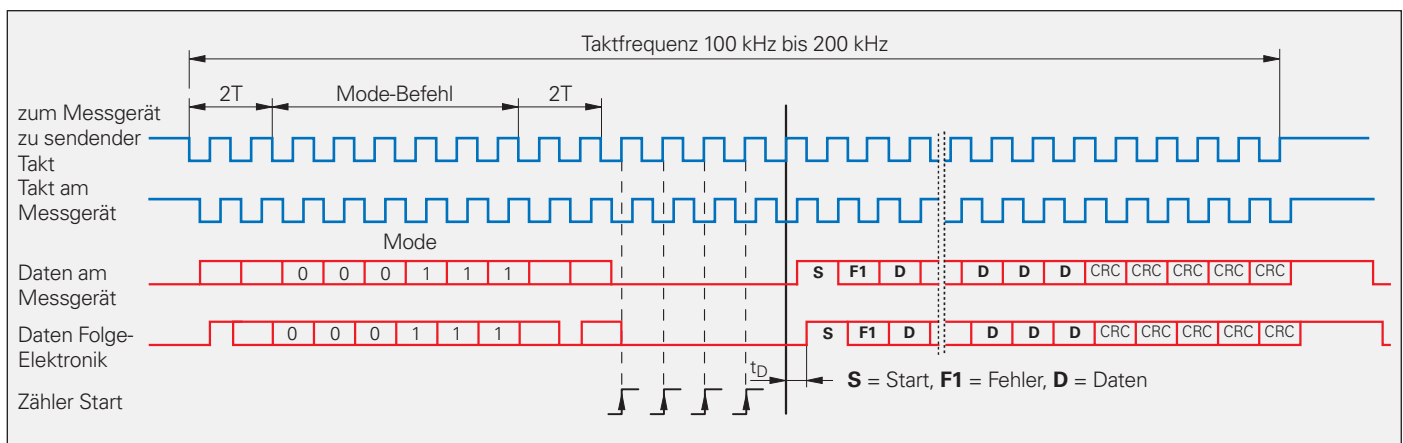 Taktfrequenz 100 kHz bis 200 kHz
2T
Mode-Befehl
2T
zum Messgerät
zu sendender
Takt
Takt am
Messgerät
Mode
Daten am
Messgerät
0 0 0 1 1 1
S F1 D D D D CRC CRC CRC CRC CRC
Daten Folge-
Elektronik
0 0 0 1 1 1
S F1 D D D D CRC CRC CRC CRC CRC
tD
S = Start, F1 = Fehler, D = Daten
Zähler Start